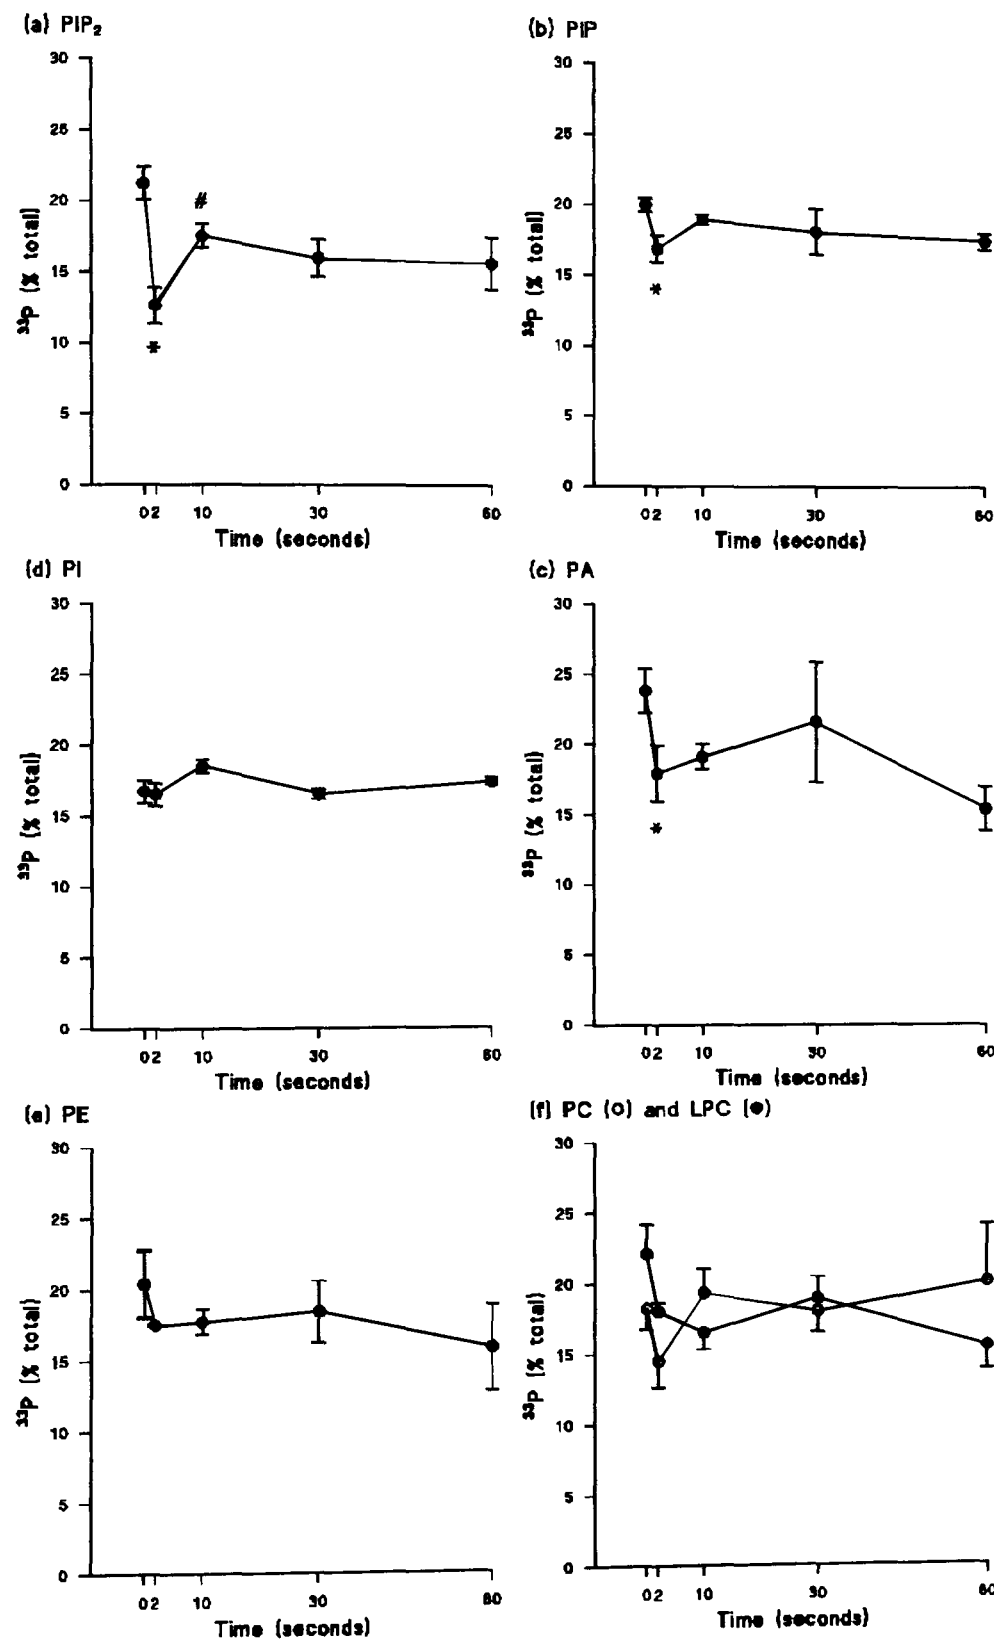 (a) PIP₂
30
25
20
15
10
5
0
#
*
³³P (% total)
0 2 10 30 60
Time (seconds)
(b) PIP
30
25
20
15
10
5
0
*
³³P (% total)
0 2 10 30 60
Time (seconds)
(d) PI
30
25
20
15
10
5
0
³³P (% total)
0 2 10 30 60
Time (seconds)
(c) PA
30
25
20
15
10
5
0
*
³³P (% total)
0 2 10 30 60
Time (seconds)
(e) PE
30
25
20
15
10
5
0
³³P (% total)
0 2 10 30 60
Time (seconds)
(f) PC (o) and LPC (●)
30
25
20
15
10
5
0
³³P (% total)
0 2 10 30 60
Time (seconds)